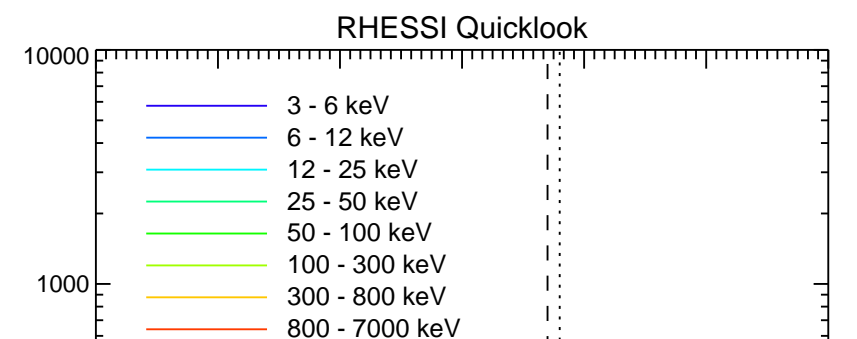 RHESSI Quicklook
10000
3 - 6 keV
6 - 12 keV
12 - 25 keV
25 - 50 keV
50 - 100 keV
100 - 300 keV
1000
300 - 800 keV
800 - 7000 keV